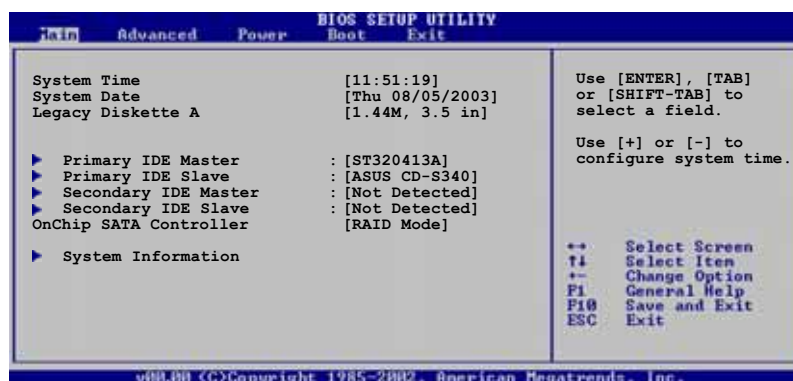 BIOS SETUP UTILITY
Main Advanced Power Boot Exit
System Time [11:51:19]
System Date [Thu 08/05/2003]
Legacy Diskette A [1.44M, 3.5 in]
Primary IDE Master : [ST320413A]
Primary IDE Slave : [ASUS CD-S340]
Secondary IDE Master : [Not Detected]
Secondary IDE Slave : [Not Detected]
OnChip SATA Controller [RAID Mode]
System Information
Use [ENTER], [TAB]
or [SHIFT-TAB] to
select a field.
Use [+] or [-] to
configure system time.
↔ Select Screen
↑↓ Select Item
+- Change Option
F1 General Help
F10 Save and Exit
ESC Exit
v00.00 (C)Copyright 1985-2002, American Megatrends, Inc.